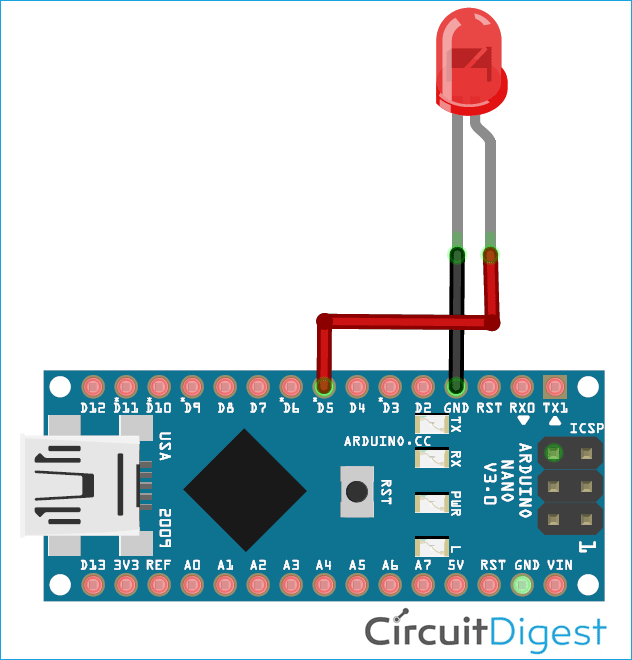 D12 D11 D10 D9 D8 D7 D6 D5 D4 D3 D2 GND RST RX0 TX1
* * * * * *
TX
ICSP
USA
ARDUINO.CC
RX
ARDUINO
NANO
V3.0
RST
PWR
2009
L
1
D13 3V3 REF A0 A1 A2 A3 A4 A5 A6 A7 5V RST GND VIN
CircuitDigest